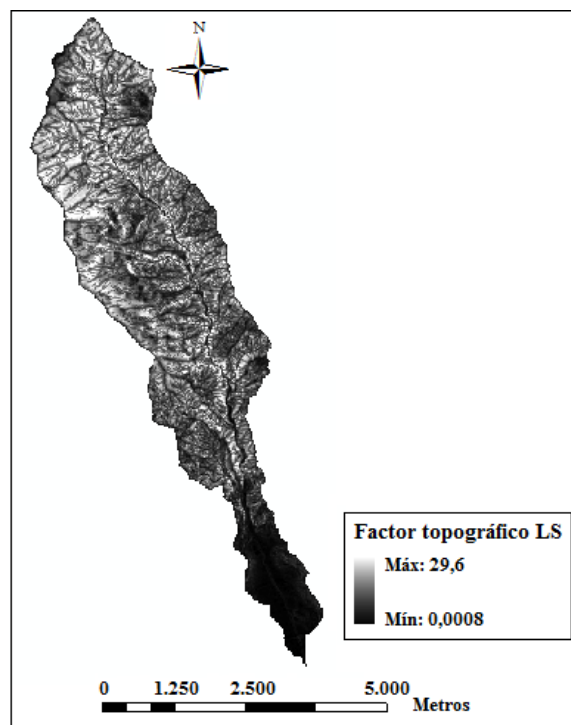 N
Factor topográfico LS
Máx: 29,6
Mín: 0,0008
0 1.250 2.500 5.000
Metros